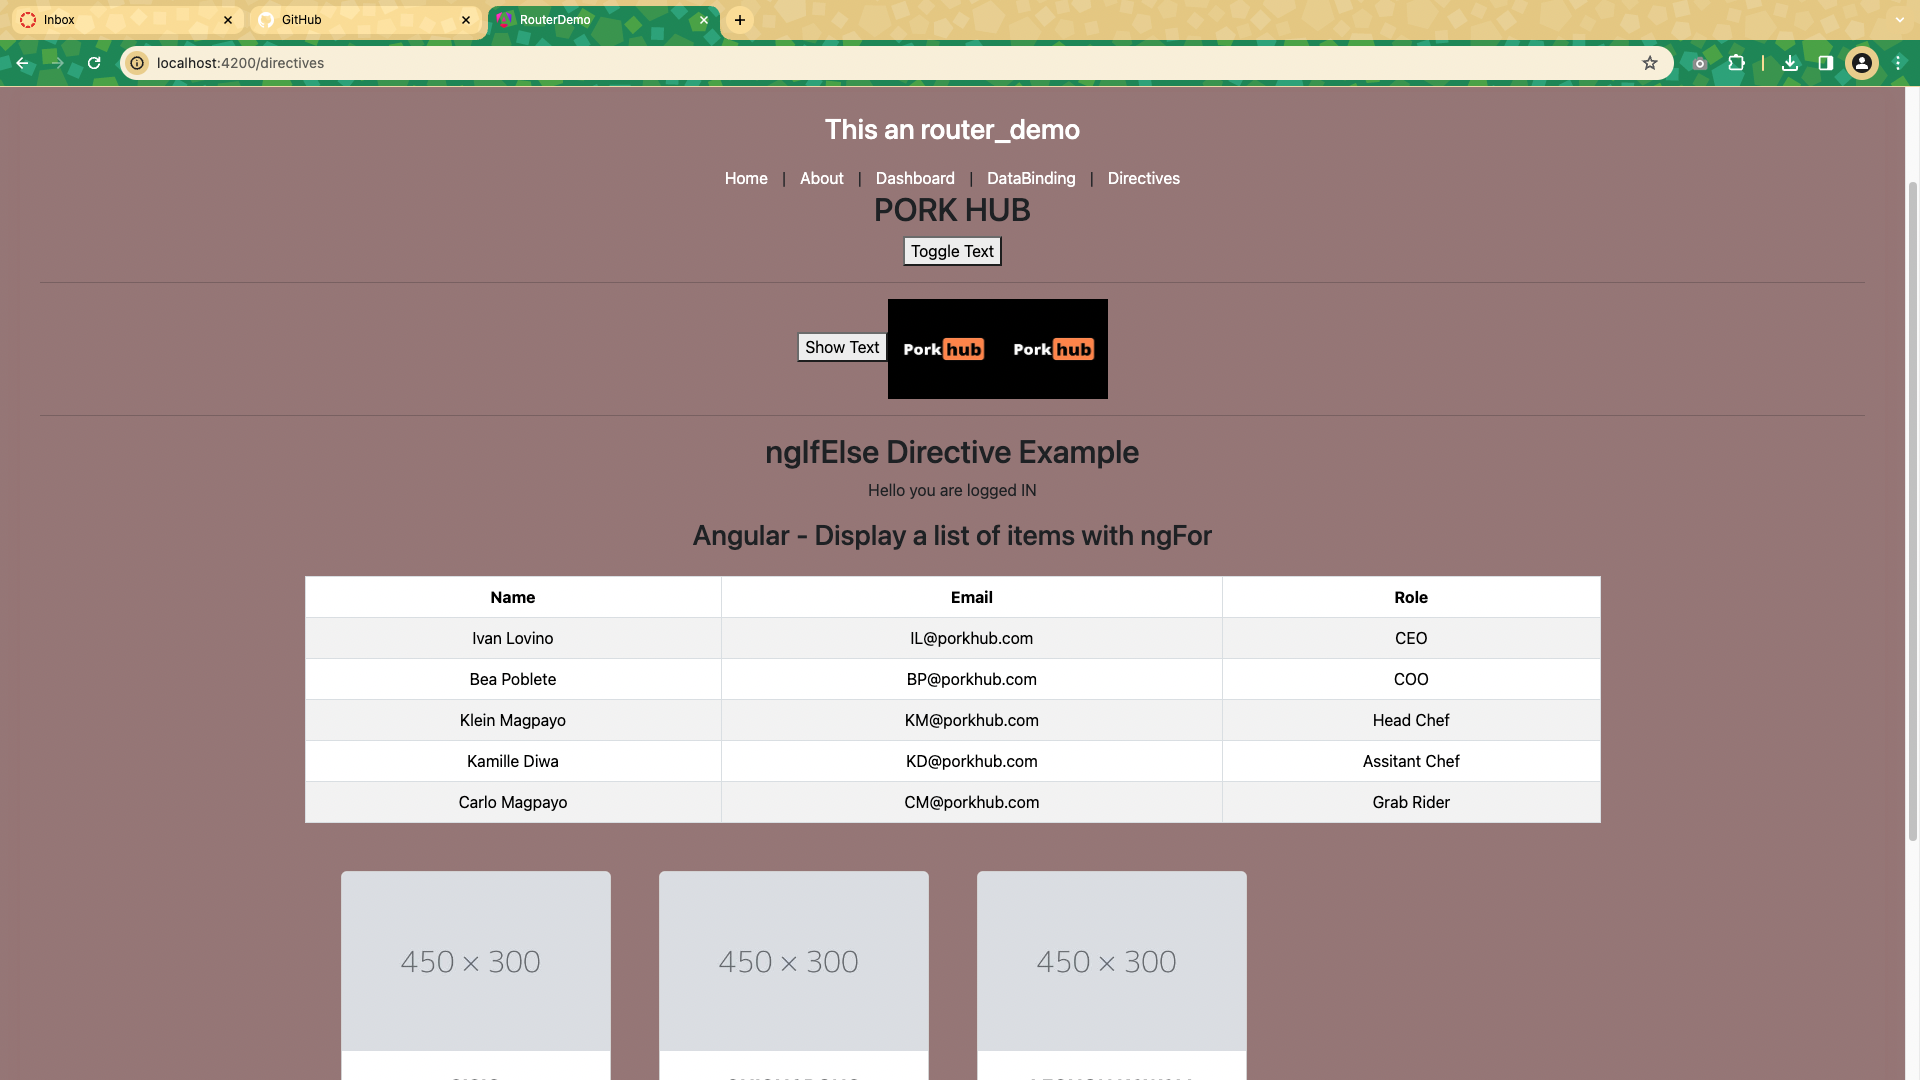 Inbox
GitHub
RouterDemo
localhost:4200/directives
This an router_demo
Home | About | Dashboard | DataBinding | Directives
PORK HUB
Toggle Text
Show Text
Pork hub Pork hub
ngIfElse Directive Example
Hello you are logged IN
Angular - Display a list of items with ngFor
Name Email Role
Ivan Lovino IL@porkhub.com CEO
Bea Poblete BP@porkhub.com COO
Klein Magpayo KM@porkhub.com Head Chef
Kamille Diwa KD@porkhub.com Assitant Chef
Carlo Magpayo CM@porkhub.com Grab Rider
450 × 300 450 × 300 450 × 300